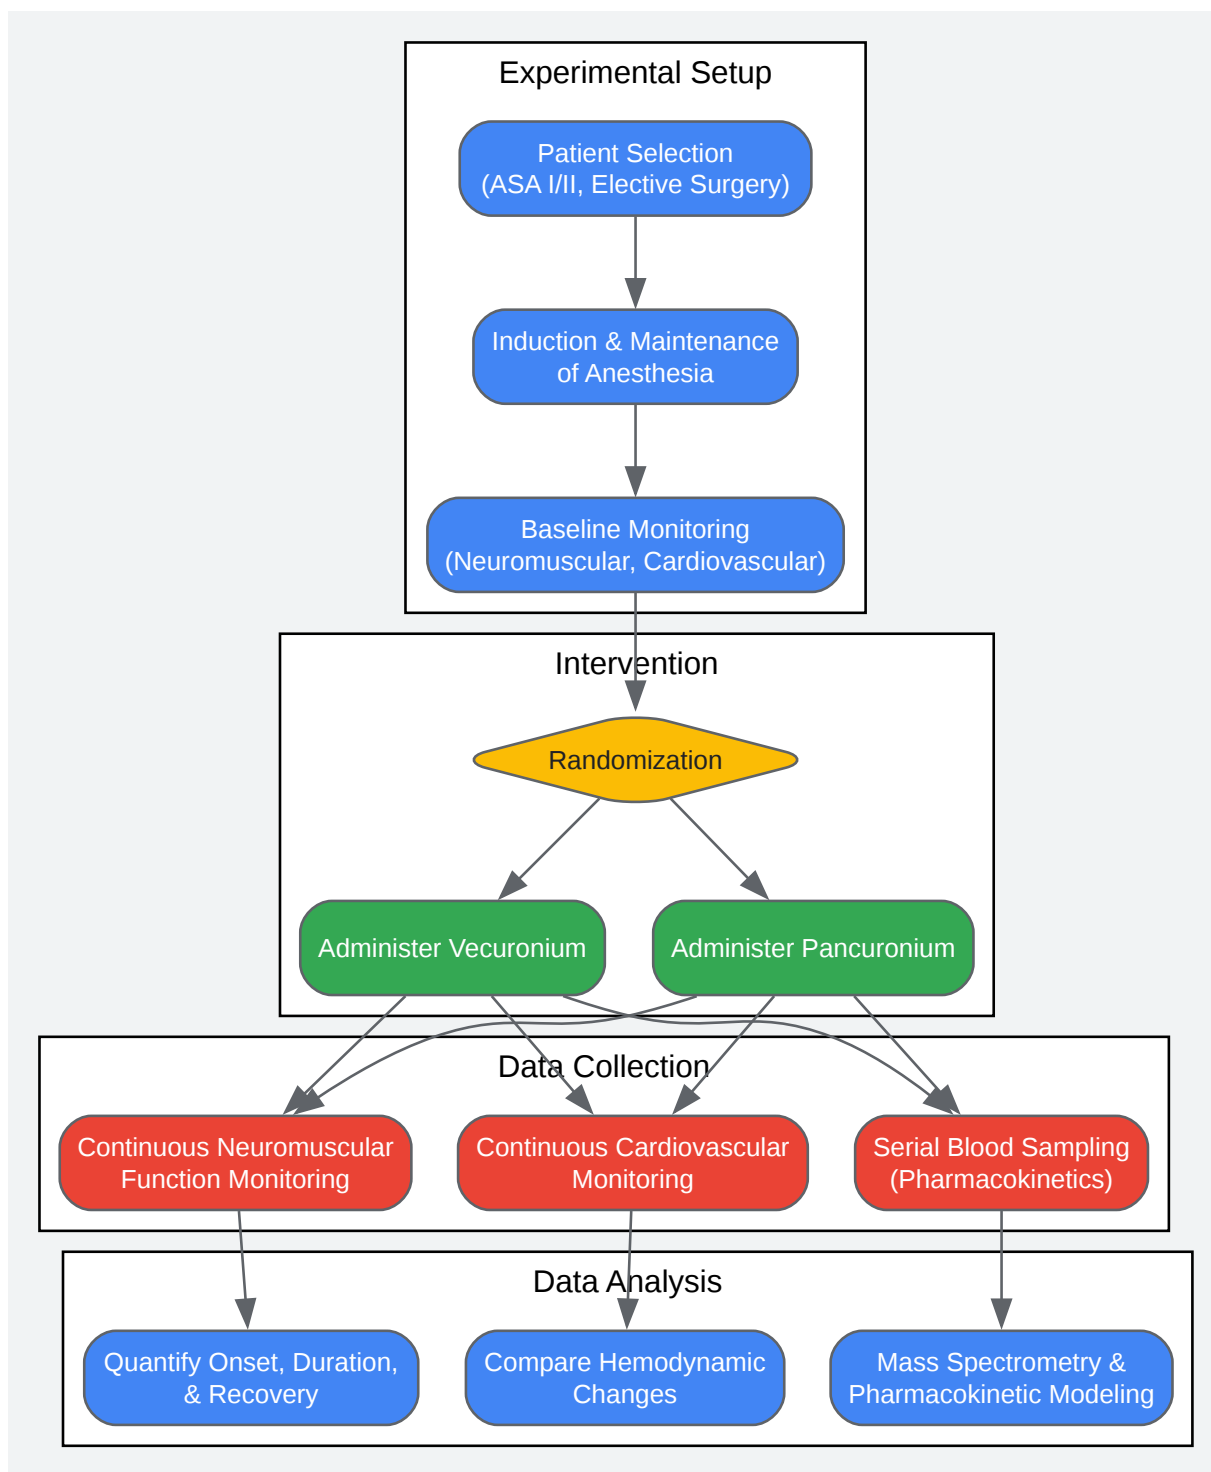 Experimental Setup
Patient Selection
(ASA I/II, Elective Surgery)
Induction & Maintenance
of Anesthesia
Baseline Monitoring
(Neuromuscular, Cardiovascular)
Intervention
Randomization
Administer Vecuronium
Administer Pancuronium
Data Collection
Continuous Neuromuscular
Function Monitoring
Continuous Cardiovascular
Monitoring
Serial Blood Sampling
(Pharmacokinetics)
Data Analysis
Quantify Onset, Duration,
& Recovery
Compare Hemodynamic
Changes
Mass Spectrometry &
Pharmacokinetic Modeling